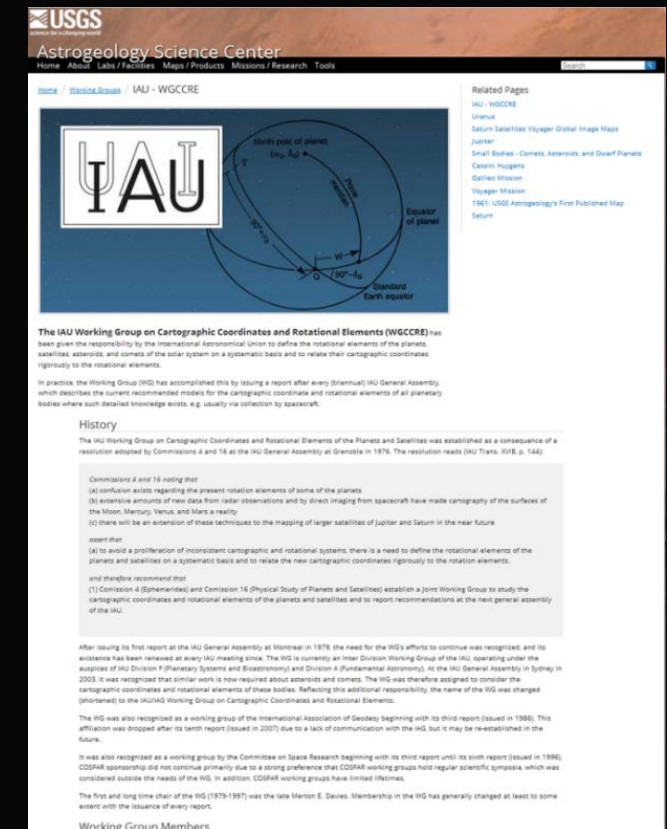 USGS
science for a changing world
Astrogeology Science Center
Home About Labs / Facilities Maps / Products Missions / Research Tools
Search
Home / Working Groups / IAU - WGCCRE
UAI
IAU
North pole of planet
(α₀, δ₀)
T
Prime meridian
90°+α₀
Equator of planet
W
Q
(90°-δ₀
Standard Earth equator
Related Pages
IAU - WGCCRE
Uranus
Saturn Satellites Voyager Global Image Maps
Jupiter
Small Bodies - Comets, Asteroids, and Dwarf Planets
Cassini Huygens
Galileo Mission
Voyager Mission
1961: USGS Astrogeology's First Published Map
Saturn
The IAU Working Group on Cartographic Coordinates and Rotational Elements (WGCCRE) has
been given the responsibility by the International Astronomical Union to define the rotational elements of the planets,
satellites, asteroids, and comets of the solar system on a systematic basis and to relate their cartographic coordinates
rigorously to the rotational elements.
In practice, the Working Group (WG) has accomplished this by issuing a report after every (triennual) IAU General Assembly,
which describes the current recommended models for the cartographic coordinate and rotational elements of all planetary
bodies where such detailed knowledge exists, e.g. usually via collection by spacecraft.
History
The IAU Working Group on Cartographic Coordinates and Rotational Elements of the Planets and Satellites was established as a consequence of a
resolution adopted by Commissions 4 and 16 at the IAU General Assembly at Grenoble in 1976. The resolution reads (IAU Trans. XVIB, p. 144):
Commissions 4 and 16 noting that
(a) confusion exists regarding the present rotation elements of some of the planets
(b) extensive amounts of new data from radar observations and by direct imaging from spacecraft have made cartography of the surfaces of
the Moon, Mercury, Venus, and Mars a reality
(c) there will be an extension of these techniques to the mapping of larger satellites of Jupiter and Saturn in the near future
assert that
(a) to avoid a proliferation of inconsistent cartographic and rotational systems, there is a need to define the rotational elements of the
planets and satellites on a systematic basis and to relate the new cartographic coordinates rigorously to the rotation elements.
and therefore recommend that
(1) Comission 4 (Ephemerides) and Comission 16 (Physical Study of Planets and Satellites) establish a Joint Working Group to study the
cartographic coordinates and rotational elements of the planets and satellites and to report recommendations at the next general assembly
of the IAU.
After issuing its first report at the IAU General Assembly at Montreal in 1979, the need for the WG's efforts to continue was recognized, and its
existence has been renewed at every IAU meeting since. The WG is currently an Inter Division Working Group of the IAU, operating under the
auspices of IAU Division F (Planetary Systems and Bioastronomy) and Division A (Fundamental Astronomy). At the IAU General Assembly in Sydney in
2003, it was recognized that similar work is now required about asteroids and comets. The WG was therefore assigned to consider the
cartographic coordinates and rotational elements of these bodies. Reflecting this additional responsibility, the name of the WG was changed
(shortened) to the IAU/IAG Working Group on Cartographic Coordinates and Rotational Elements.
The WG was also recognized as a working group of the International Association of Geodesy beginning with its third report (issued in 1986). This
affiliation was dropped after its tenth report (issued in 2007) due to a lack of communication with the IAG, but it may be re-established in the
future.
It was also recognized as a working group by the Committee on Space Research beginning with its third report until its sixth report (issued in 1996).
COSPAR sponsorship did not continue primarily due to a strong preference that COSPAR working groups hold regular scientific symposia, which was
considered outside the needs of the WG. In addition, COSPAR working groups have limited lifetimes.
The first and long time chair of the WG (1979-1997) was the late Merton E. Davies. Membership in the WG has generally changed at least to some
extent with the issuance of every report.
Working Group Members